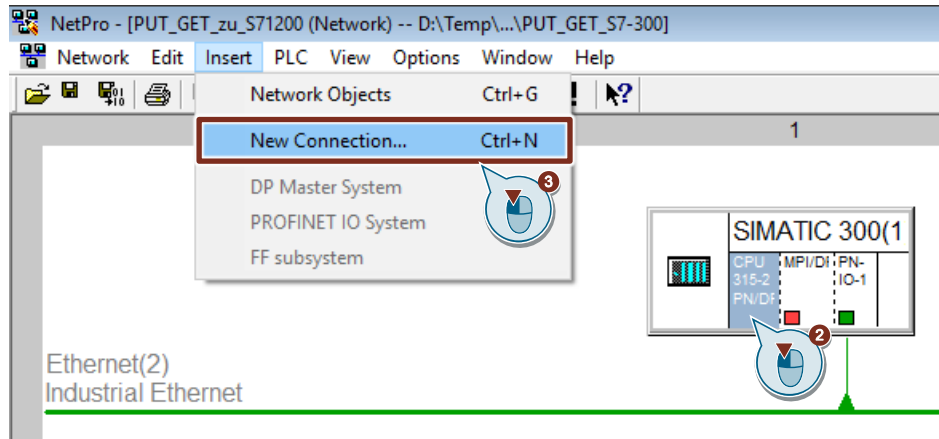 NetPro - [PUT_GET_zu_S71200 (Network) -- D:\Temp\...\PUT_GET_S7-300]
Network Edit Insert PLC View Options Window Help
Network Objects Ctrl+G
! ?
New Connection... Ctrl+N
1
DP Master System
3
PROFINET IO System
FF subsystem
SIMATIC 300(1
CPU MPI/DI PN-
315-2 IO-1
PN/DF
2
Ethernet(2)
Industrial Ethernet